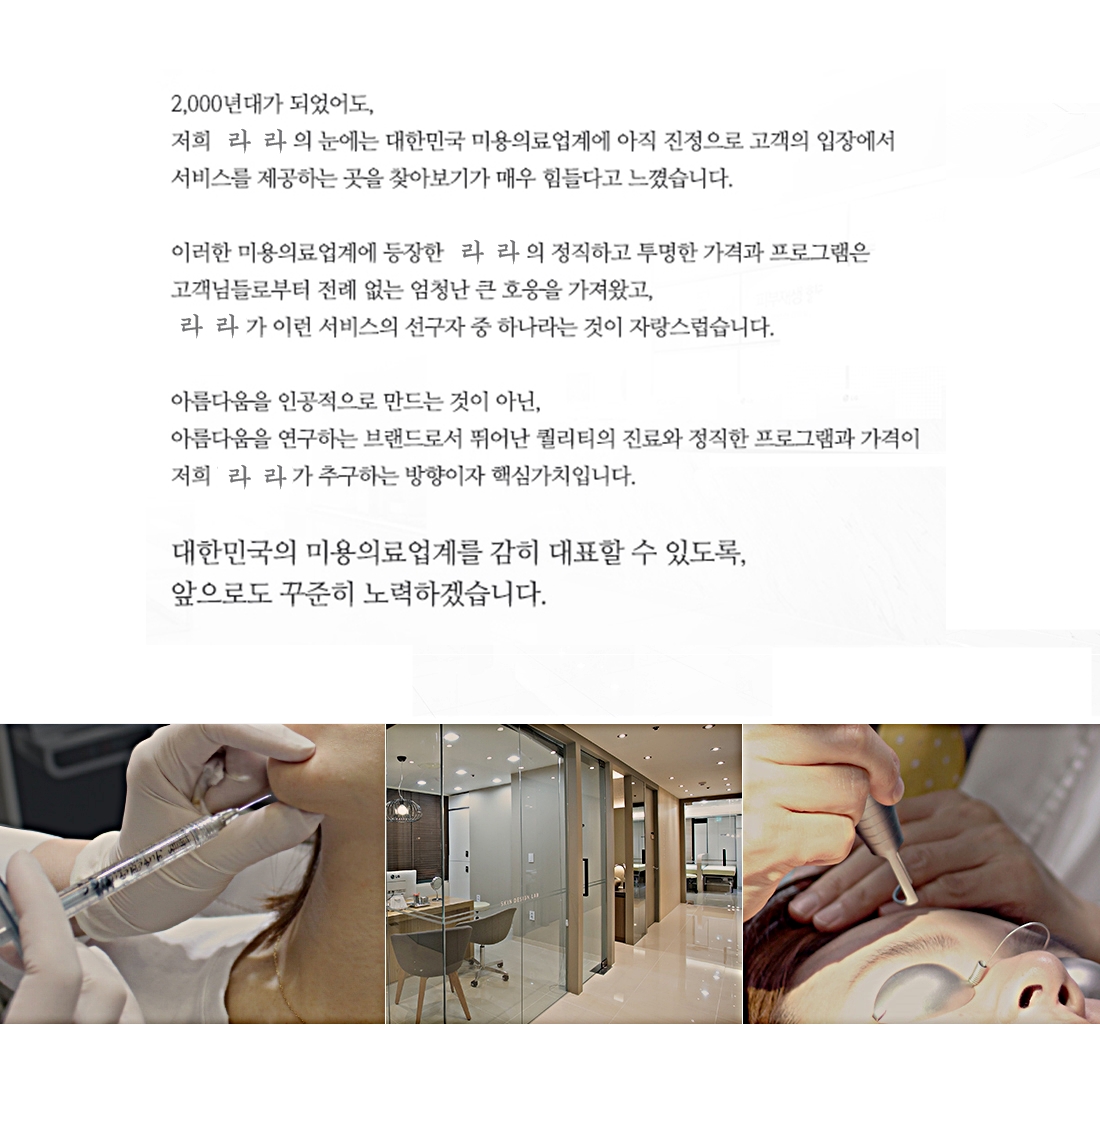 2,000년대가 되었어도,
저희 라 라 의 눈에는 대한민국 미용의료업계에 아직 진정으로 고객의 입장에서
서비스를 제공하는 곳을 찾아보기가 매우 힘들다고 느꼈습니다.
이러한 미용의료업계에 등장한 라 라 의 정직하고 투명한 가격과 프로그램은
고객님들로부터 전례 없는 엄청난 큰 호응을 가져왔고,
라 라 가 이런 서비스의 선구자 중 하나라는 것이 자랑스럽습니다.
아름다움을 인공적으로 만드는 것이 아닌,
아름다움을 연구하는 브랜드로서 뛰어난 퀄리티의 진료와 정직한 프로그램과 가격이
저희 라 라 가 추구하는 방향이자 핵심가치입니다.
대한민국의 미용의료업계를 감히 대표할 수 있도록,
앞으로도 꾸준히 노력하겠습니다.
LG
SKIN DESIGN LAB